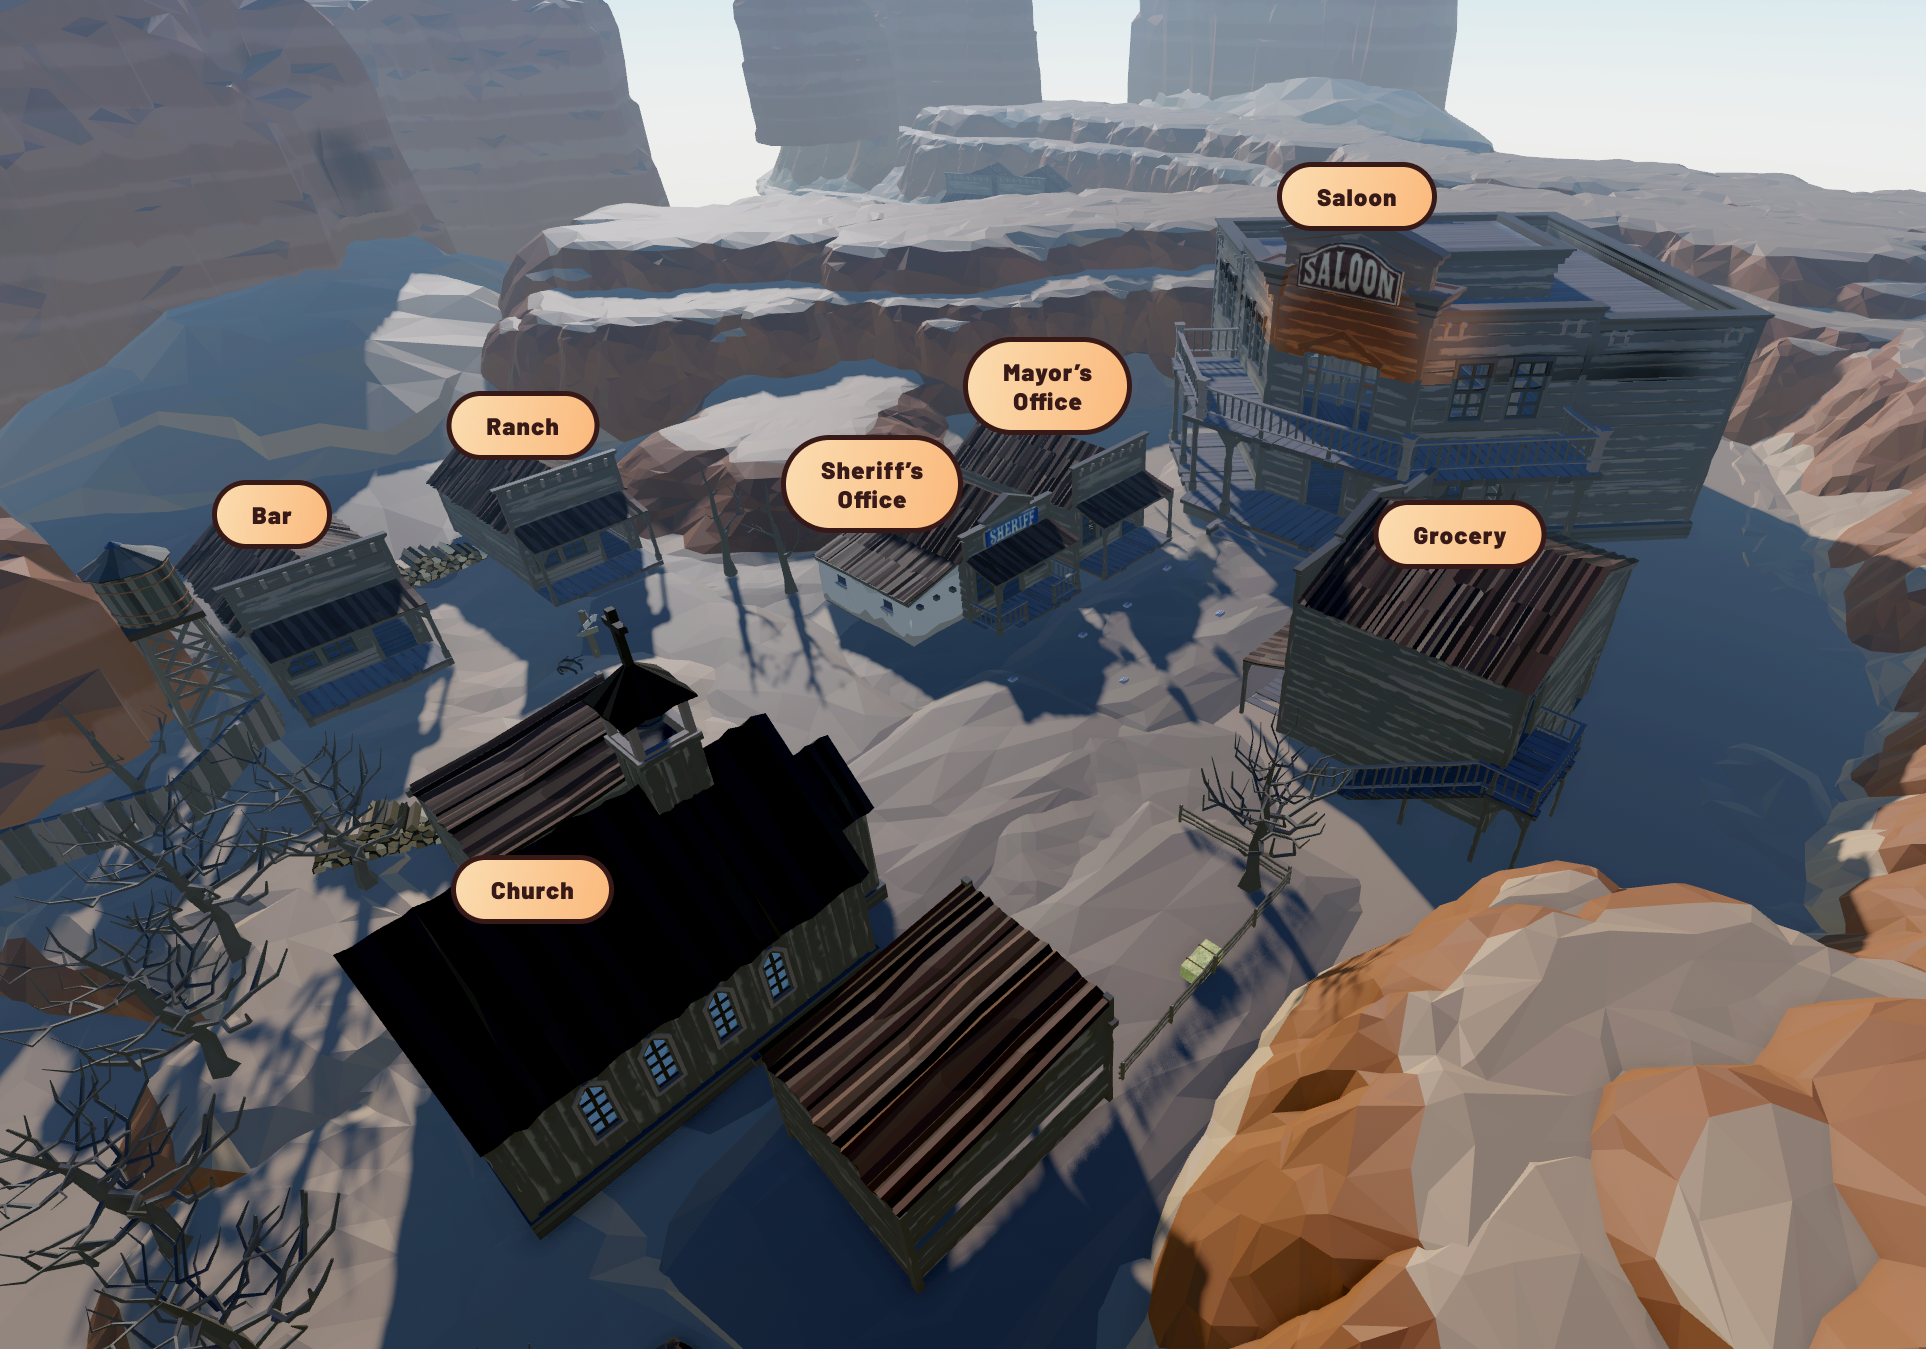 Saloon
SALOON
Mayor's
Office
Ranch
Sheriff's
Office
Bar
SHERIFF
Grocery
Church